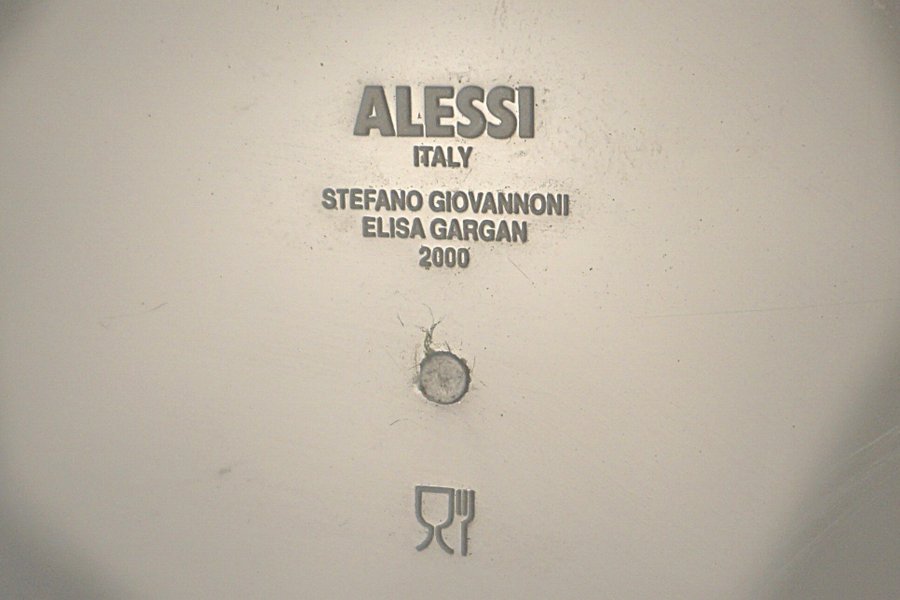 ALESSI
ITALY
STEFANO GIOVANNONI
ELISA GARGAN
2000